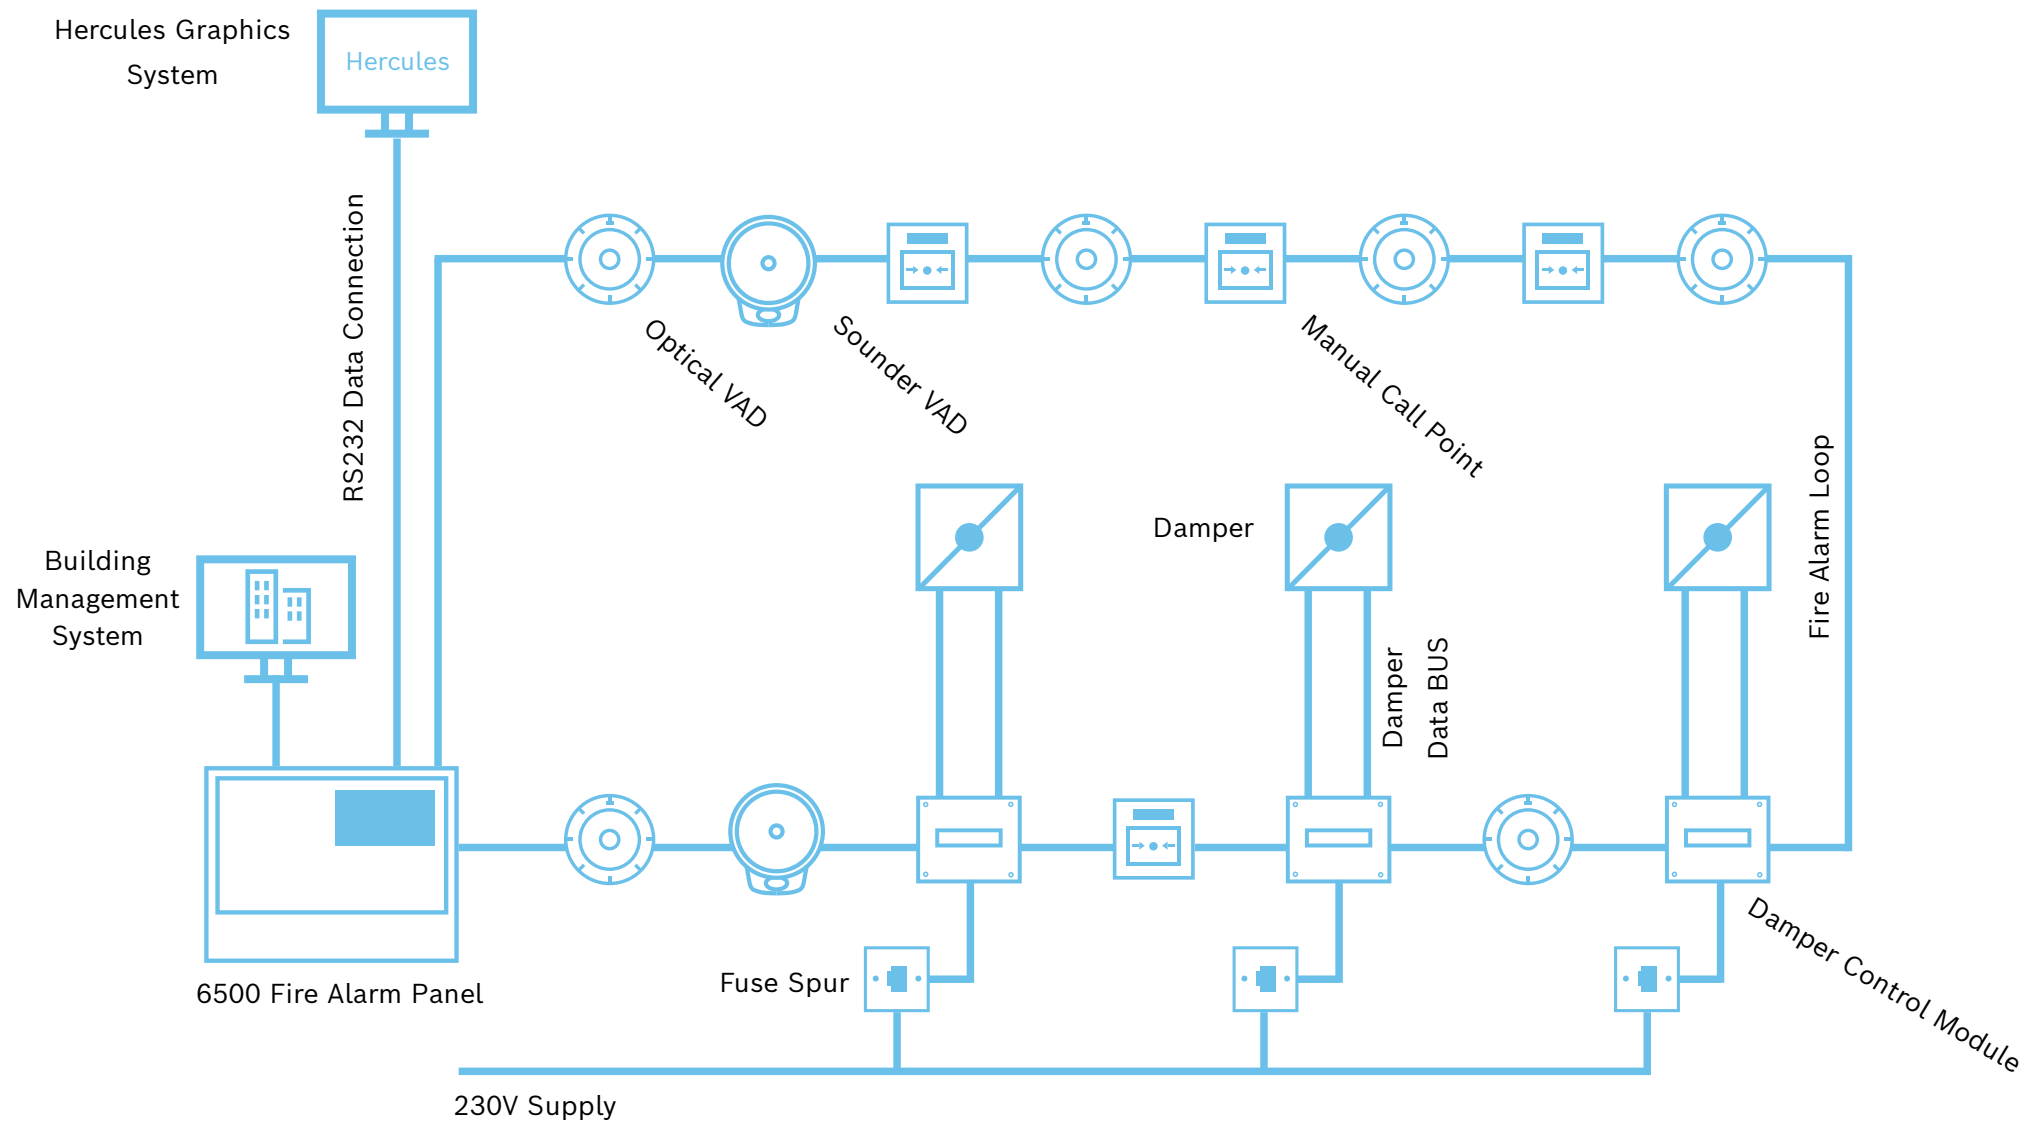 Hercules Graphics
System
Hercules
RS232 Data Connection
Optical VAD
Sounder VAD
Manual Call Point
Fire Alarm Loop
Building
Management
System
Damper
Damper
Data BUS
6500 Fire Alarm Panel
Fuse Spur
Damper Control Module
230V Supply